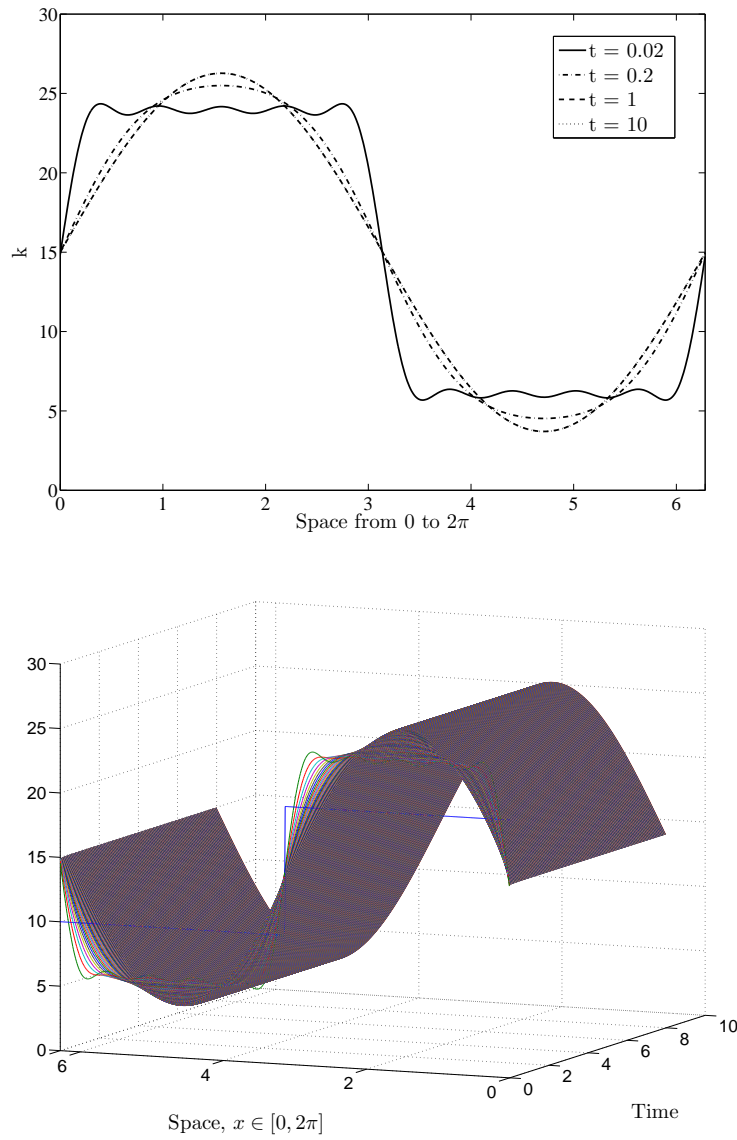 30
25
20
15
10
5
0
k
0 1 2 3 4 5 6
Space from 0 to 2π
t = 0.02
t = 0.2
t = 1
t = 10
30
25
20
15
10
5
0
6 4 2 0
0 2 4 6 8 10
Space, x ∈ [0, 2π]
Time